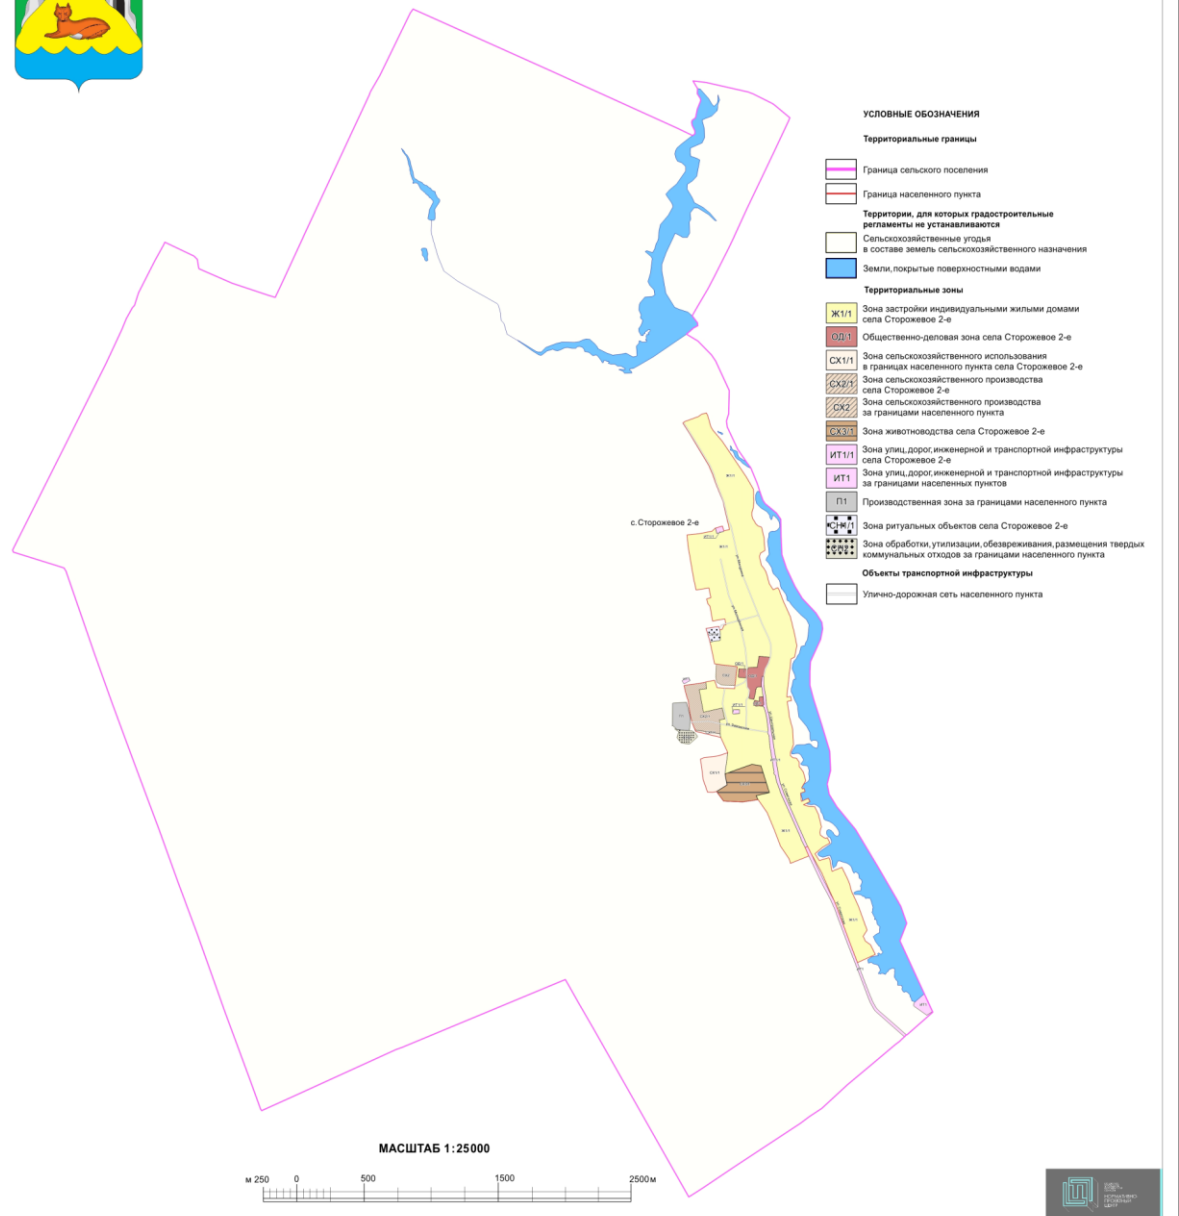 УСЛОВНЫЕ ОБОЗНАЧЕНИЯ
Территориальные границы
Граница сельского поселения
Граница населенного пункта
Территории, для которых градостроительные
регламенты не устанавливаются
Сельскохозяйственные угодья
в составе земель сельскохозяйственного назначения
Земли, покрытые поверхностными водами
Территориальные зоны
Ж1/1 Зона застройки индивидуальными жилыми домами
села Сторожевое 2-е
ОД/1 Общественно-деловая зона села Сторожевое 2-е
СХ1/1 Зона сельскохозяйственного использования
в границах населенного пункта села Сторожевое 2-е
СХ2/1 Зона сельскохозяйственного производства
села Сторожевое 2-е
СХ2 Зона сельскохозяйственного производства
за границами населенного пункта
СХ3/1 Зона животноводства села Сторожевое 2-е
ИТ1/1 Зона улиц,дорог,инженерной и транспортной инфраструктуры
села Сторожевое 2-е
ИТ1 Зона улиц,дорог,инженерной и транспортной инфраструктуры
за границами населенных пунктов
П1 Производственная зона за границами населенного пункта
СН1/1 Зона ритуальных объектов села Сторожевое 2-е
Зона обработки,утилизации,обезвреживания,размещения твердых
коммунальных отходов за границами населенного пункта
Объекты транспортной инфраструктуры
Улично-дорожная сеть населенного пункта
с.Сторожевое 2-е
МАСШТАБ 1:25000
м 250 0 500 1500 2500м